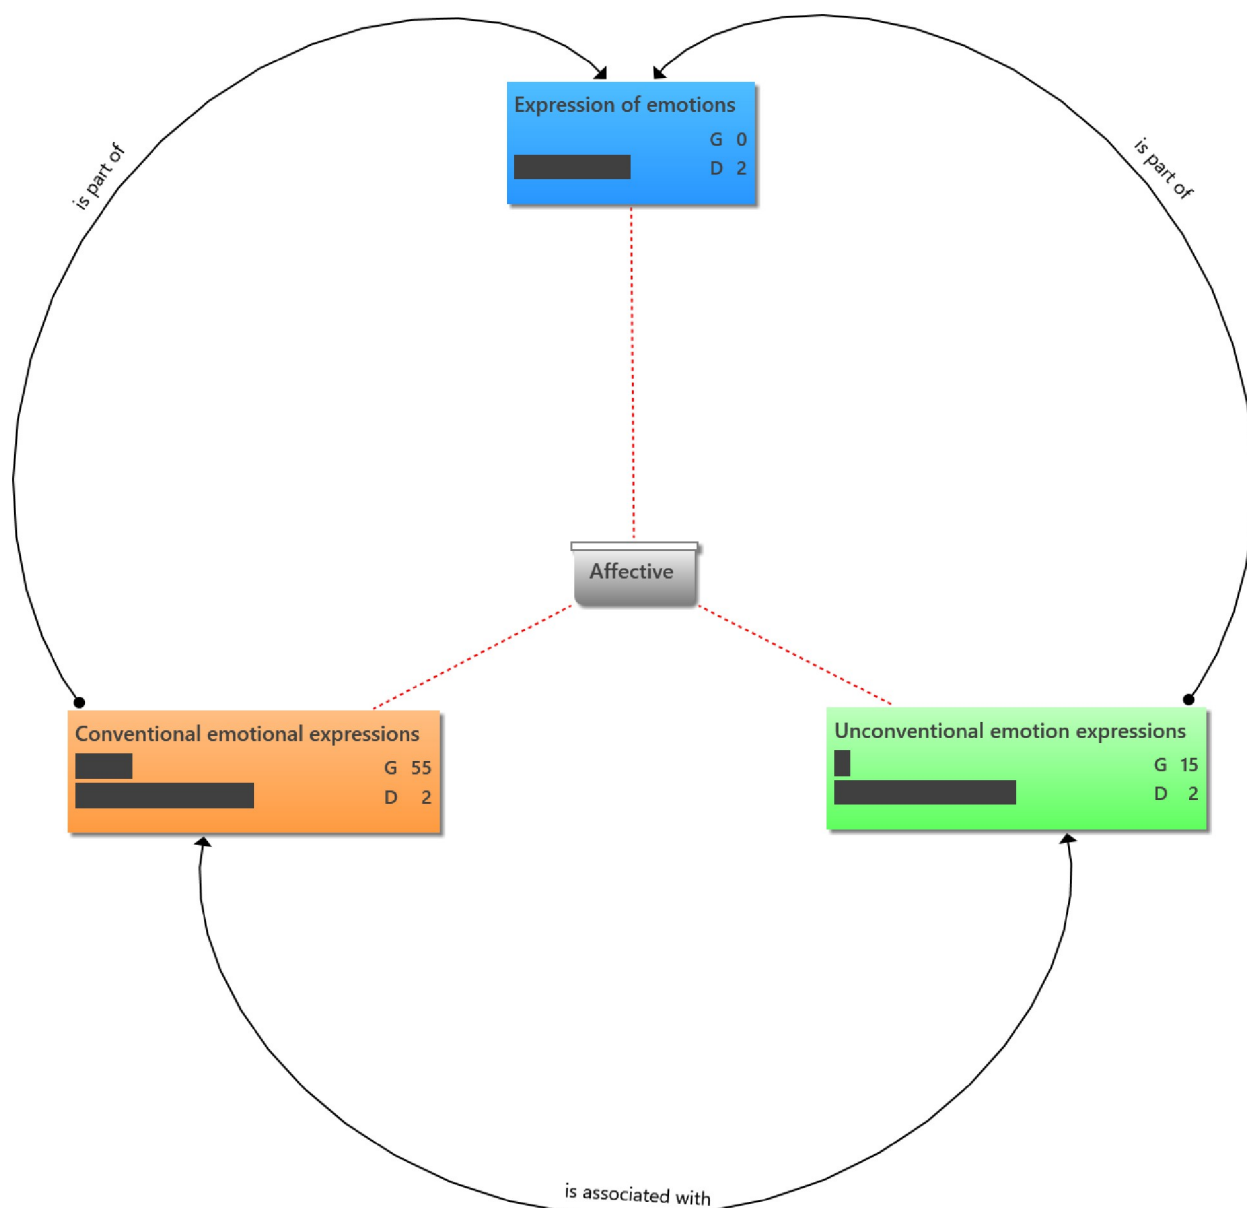 Expression of emotions
G 0
D 2
is part of
is part of
Affective
Conventional emotional expressions
G 55
D 2
Unconventional emotion expressions
G 15
D 2
is associated with